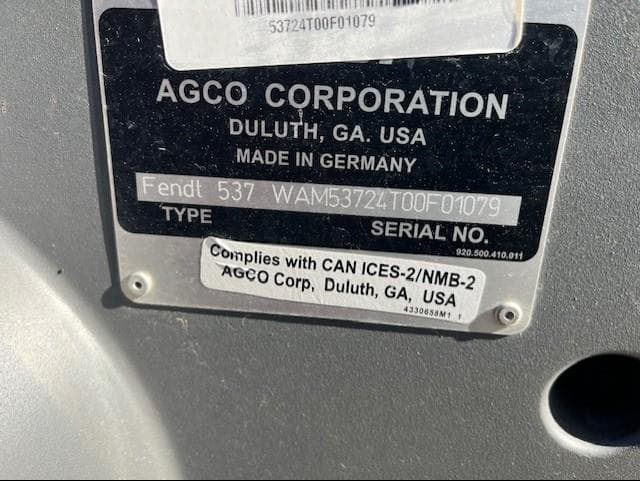 53724T00F01079
AGCO CORPORATION
DULUTH, GA. USA
MADE IN GERMANY
Fendt 537 WAM53724T00F01079
TYPE SERIAL NO.
920.500.410.011
Complies with CAN ICES-2/NMB-2
AGCO Corp, Duluth, GA, USA
4330658M1 1